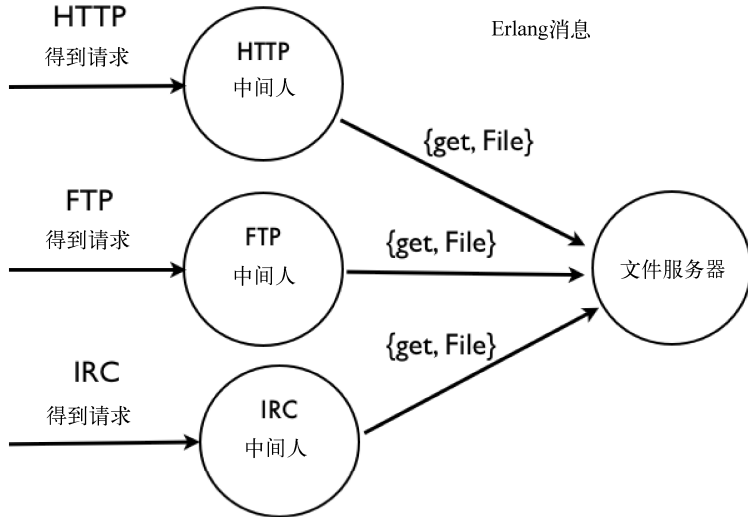 HTTP
得到请求
HTTP
中间人
Erlang消息
{get, File}
FTP
得到请求
FTP
中间人
{get, File}
文件服务器
IRC
得到请求
IRC
中间人
{get, File}